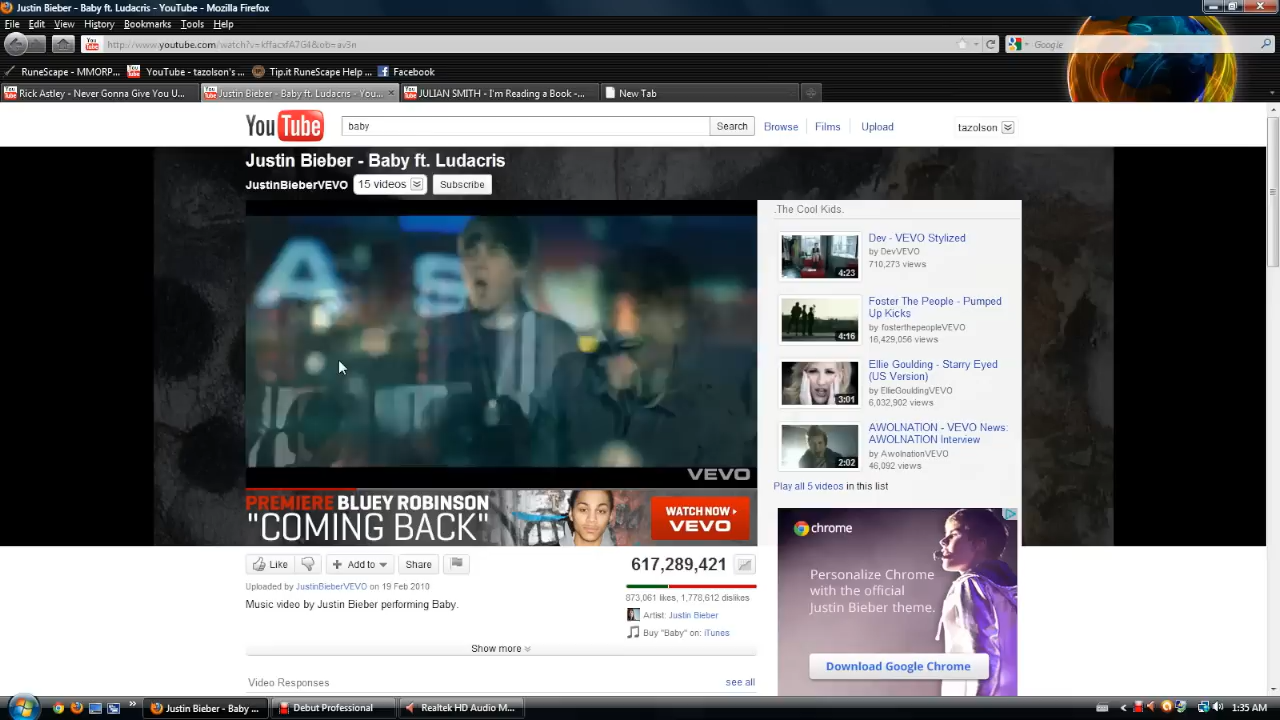 Justin Bieber - Baby ft. Ludacris - YouTube - Mozilla Firefox
File Edit View History Bookmarks Tools Help
http://www.youtube.com/watch?v=kffacxfA7G4&ob=av3n
Google
RuneScape - MMORP...
YouTube - tazolson's ...
Tip.it RuneScape Help ...
Facebook
Rick Astley - Never Gonna Give You U...
Justin Bieber - Baby ft. Ludacris - You...
JULIAN SMITH - I'm Reading a Book -...
New Tab
YouTube
baby
Search
Browse
Films
Upload
tazolson
Justin Bieber - Baby ft. Ludacris
JustinBieberVEVO
15 videos
Subscribe
VEVO
PREMIERE BLUEY ROBINSON
"COMING BACK"
WATCH NOW
VEVO
Like
Add to
Share
617,289,421
Uploaded by JustinBieberVEVO on 19 Feb 2010
Music video by Justin Bieber performing Baby.
873,061 likes, 1,778,612 dislikes
Artist: Justin Bieber
Buy "Baby" on: iTunes
Show more
Video Responses
see all
.The Cool Kids.
4:23
Dev - VEVO Stylized
by DevVEVO
710,273 views
4:16
Foster The People - Pumped
Up Kicks
by fosterthepeopleVEVO
16,429,056 views
3:01
Ellie Goulding - Starry Eyed
(US Version)
by EllieGouldingVEVO
6,032,902 views
2:02
AWOLNATION - VEVO News:
AWOLNATION Interview
by AwolnationVEVO
46,092 views
Play all 5 videos in this list
chrome
Personalize Chrome
with the official
Justin Bieber theme.
Download Google Chrome
Justin Bieber - Baby ...
Debut Professional
Realtek HD Audio M...
1:35 AM